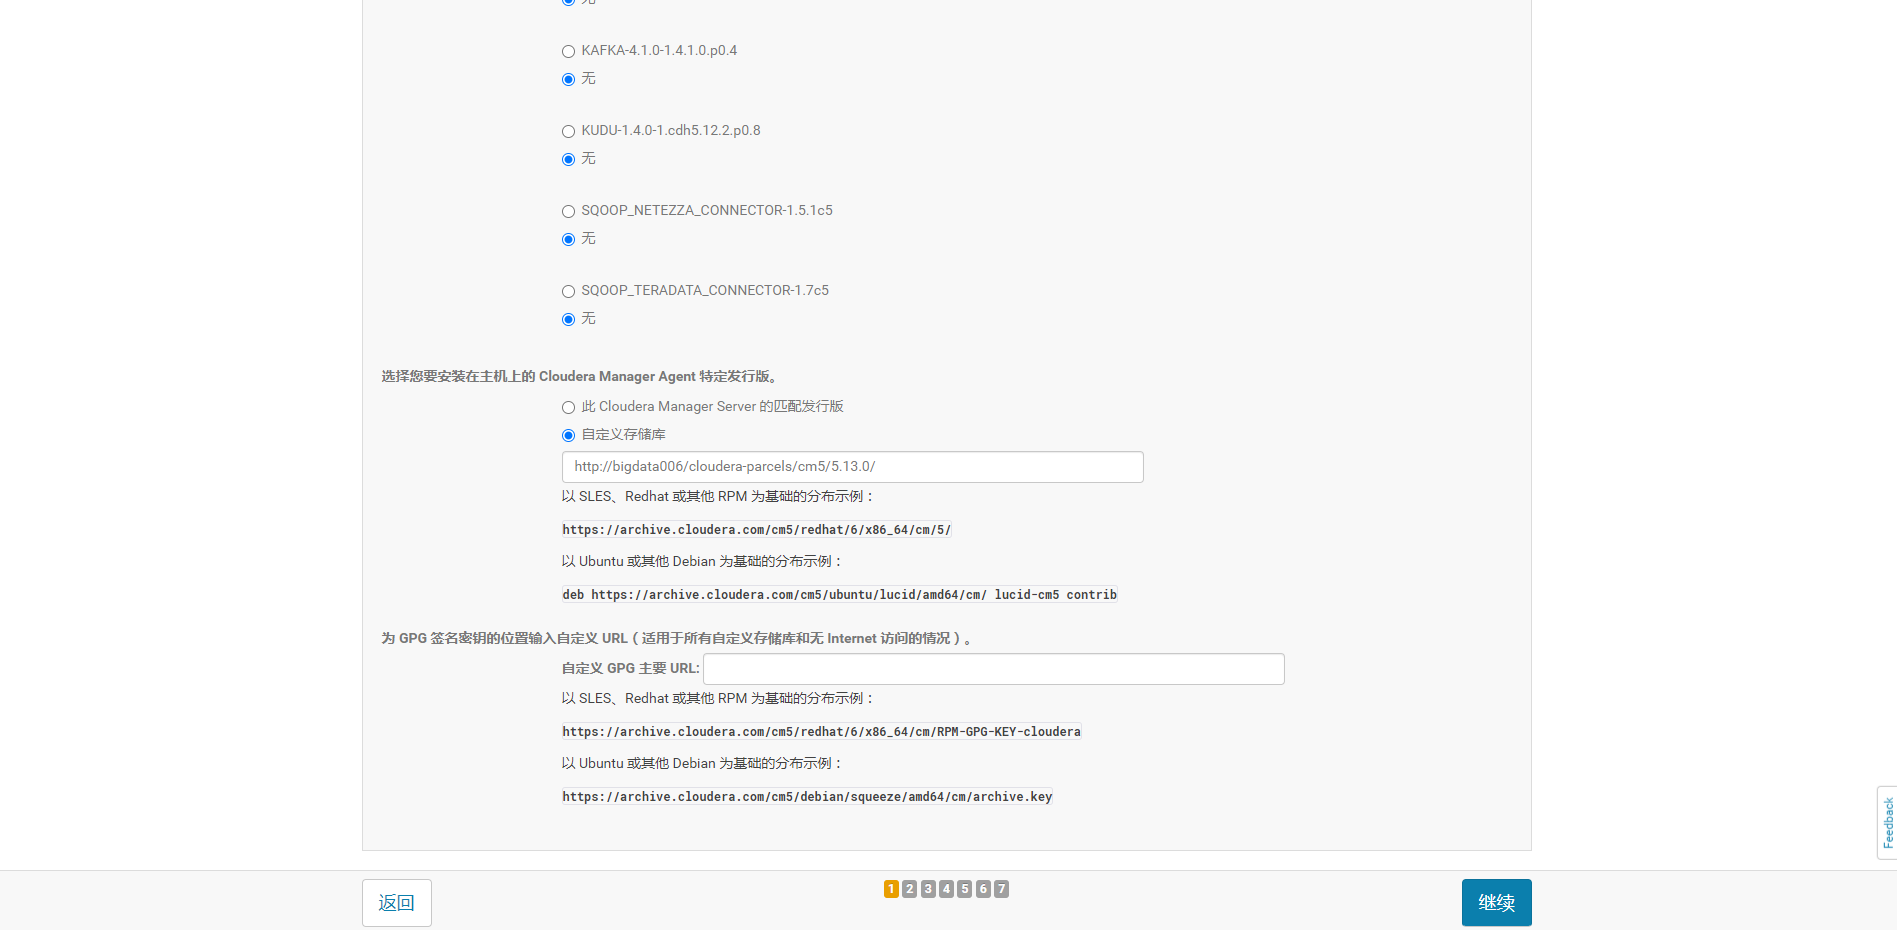 无
KAFKA-4.1.0-1.4.1.0.p0.4
无
KUDU-1.4.0-1.cdh5.12.2.p0.8
无
SQOOP_NETEZZA_CONNECTOR-1.5.1c5
无
SQOOP_TERADATA_CONNECTOR-1.7c5
无
选择您要安装在主机上的 Cloudera Manager Agent 特定发行版。
此 Cloudera Manager Server 的匹配发行版
自定义存储库
http://bigdata006/cloudera-parcels/cm5/5.13.0/
以 SLES、Redhat 或其他 RPM 为基础的分布示例：
https://archive.cloudera.com/cm5/redhat/6/x86_64/cm/5/
以 Ubuntu 或其他 Debian 为基础的分布示例：
deb https://archive.cloudera.com/cm5/ubuntu/lucid/amd64/cm/ lucid-cm5 contrib
为 GPG 签名密钥的位置输入自定义 URL（适用于所有自定义存储库和无 Internet 访问的情况）。
自定义 GPG 主要 URL:
以 SLES、Redhat 或其他 RPM 为基础的分布示例：
https://archive.cloudera.com/cm5/redhat/6/x86_64/cm/RPM-GPG-KEY-cloudera
以 Ubuntu 或其他 Debian 为基础的分布示例：
https://archive.cloudera.com/cm5/debian/squeeze/amd64/cm/archive.key
Feedback
返回
1 2 3 4 5 6 7
继续